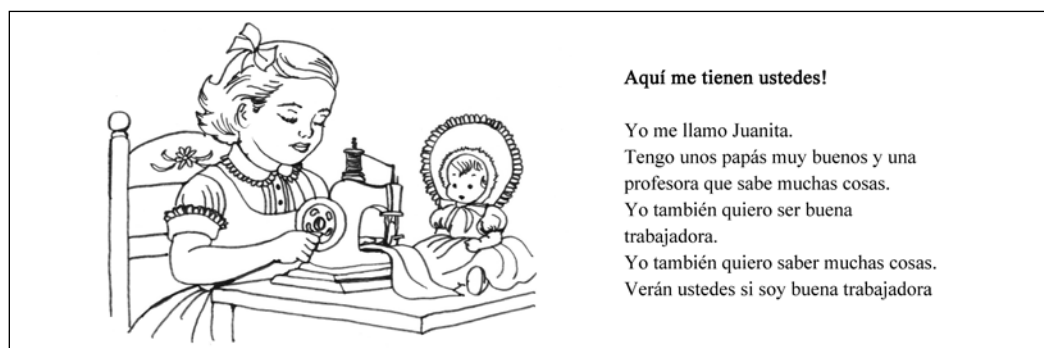 Aquí me tienen ustedes!
Yo me llamo Juanita.
Tengo unos papás muy buenos y una
profesora que sabe muchas cosas.
Yo también quiero ser buena
trabajadora.
Yo también quiero saber muchas cosas.
Verán ustedes si soy buena trabajadora